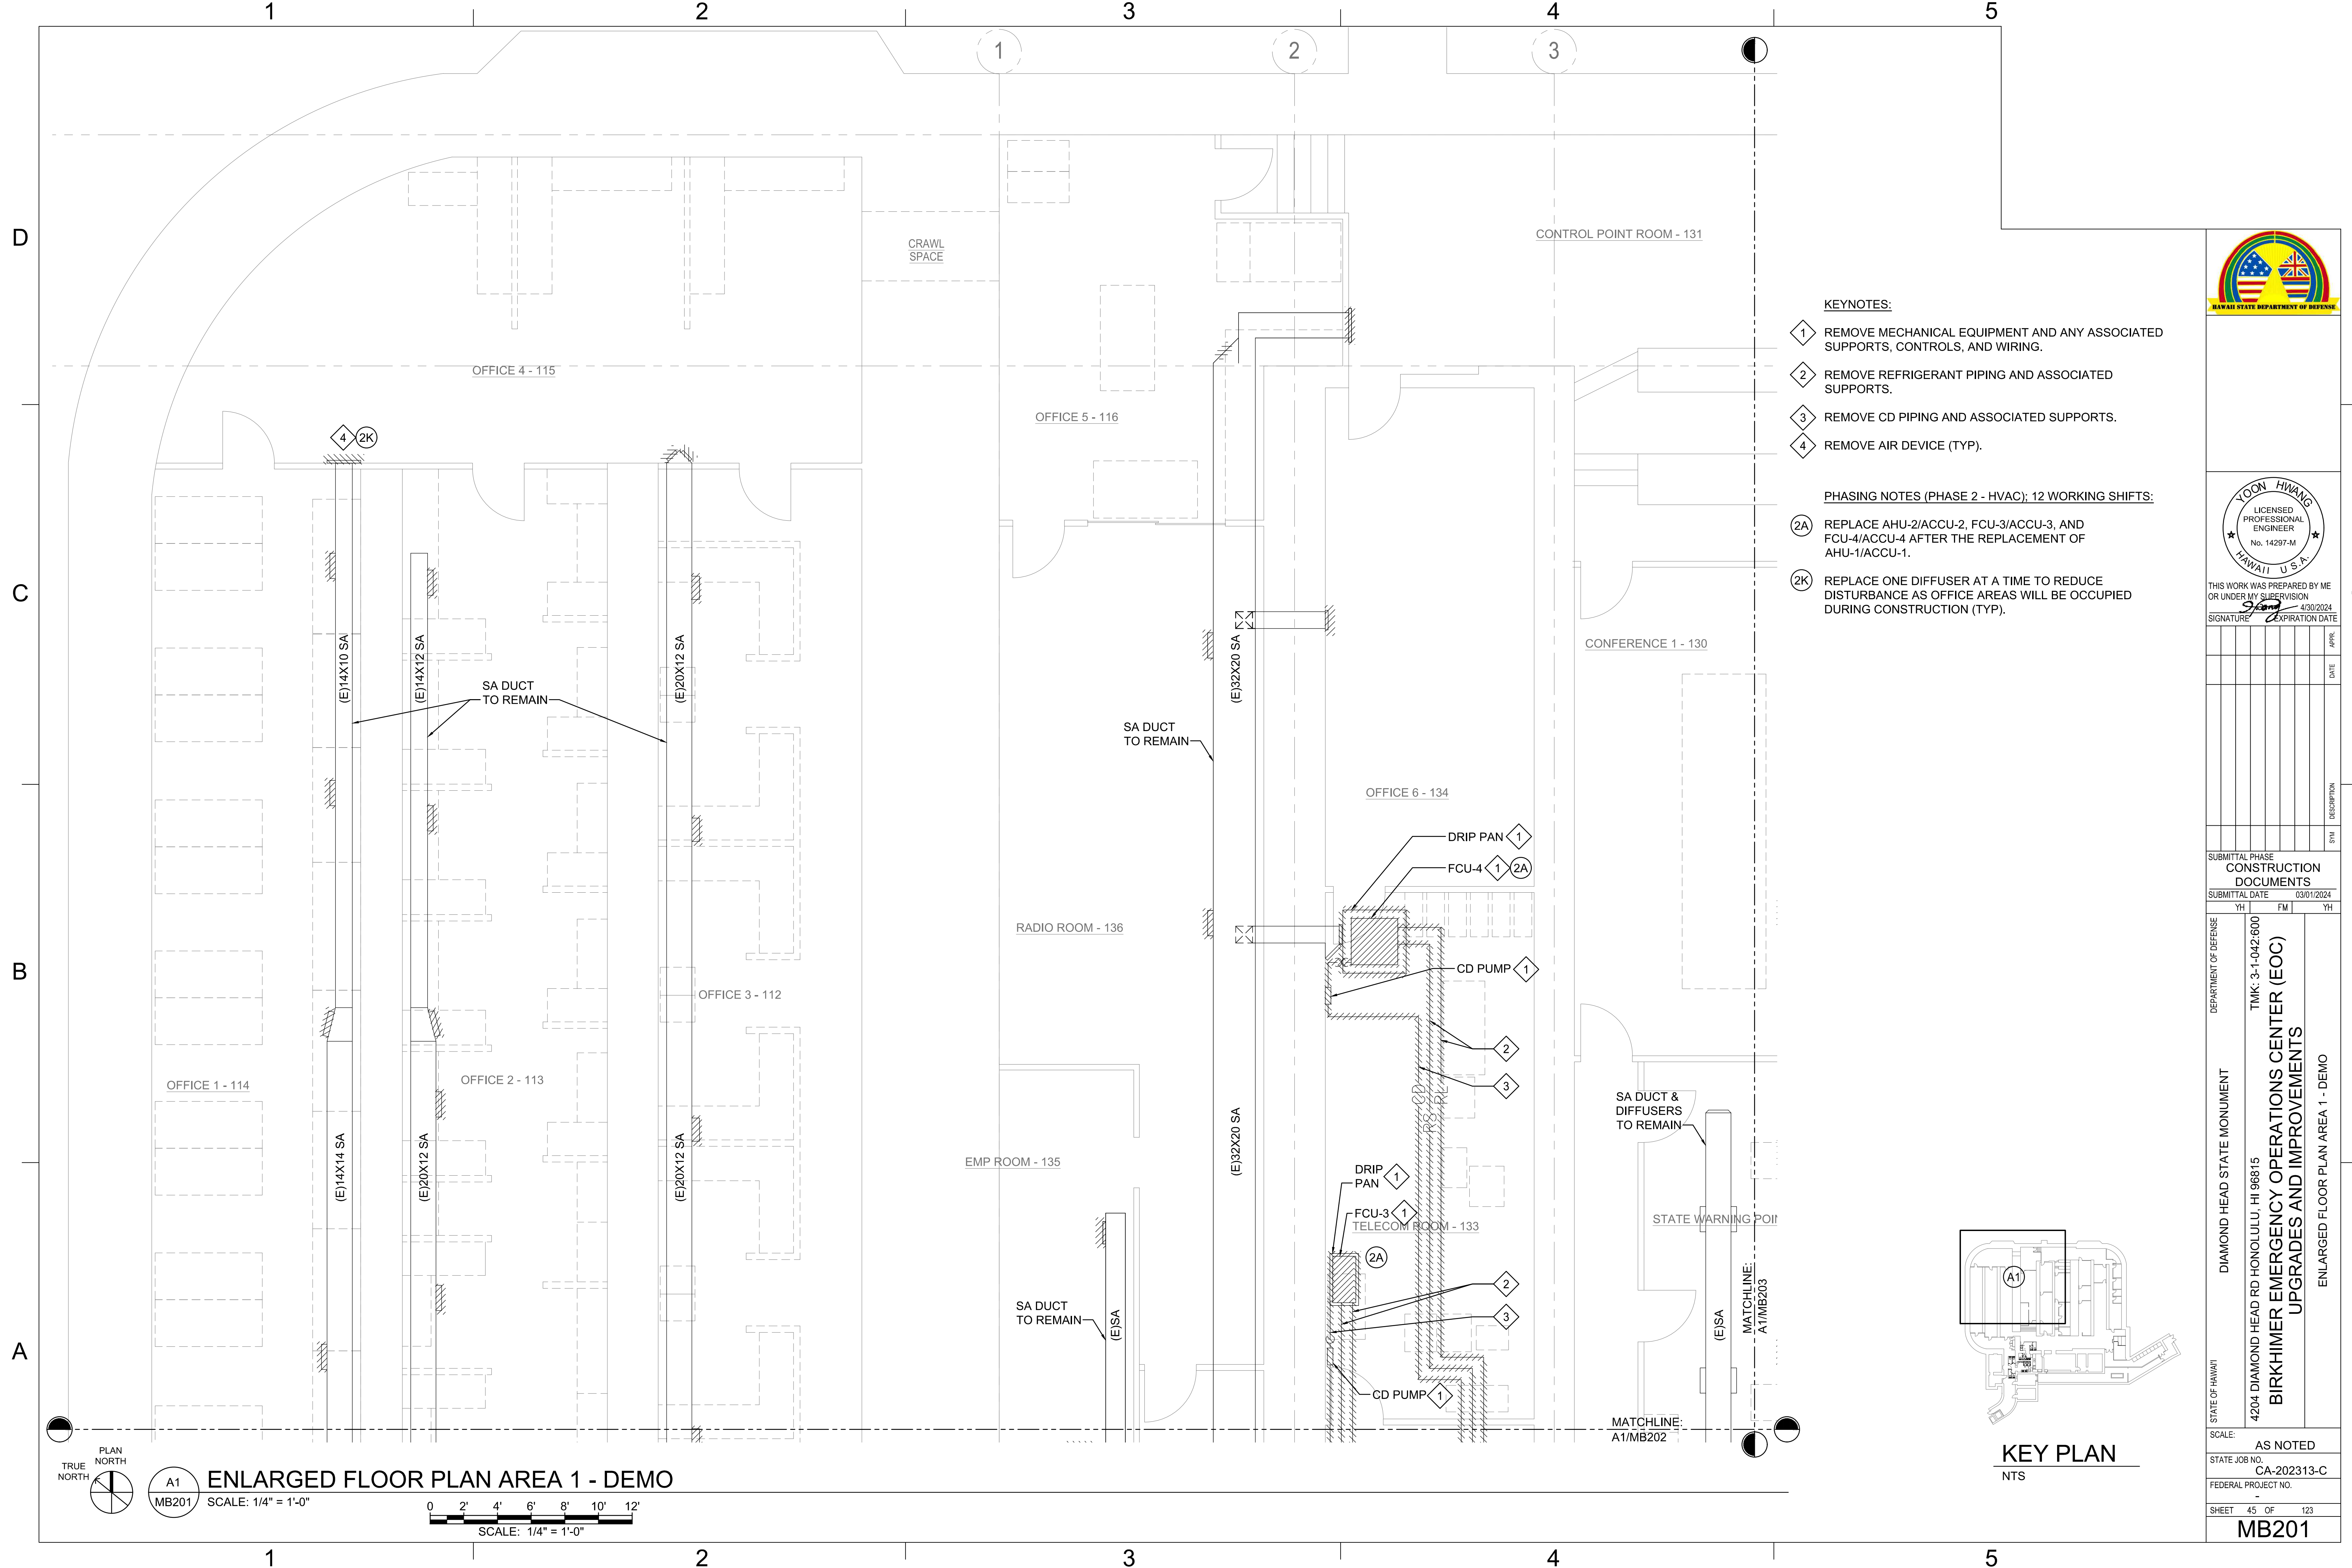 1
2
3
4
5
D
C
B
A
1
2
3
CRAWL
SPACE
CONTROL POINT ROOM - 131
OFFICE 4 - 115
OFFICE 5 - 116
4
2K
(E)14X10 SA
(E)14X12 SA
SA DUCT
TO REMAIN
(E)20X12 SA
(E)32X20 SA
SA DUCT
TO REMAIN
CONFERENCE 1 - 130
OFFICE 6 - 134
DRIP PAN 1
FCU-4 1 2A
RADIO ROOM - 136
CD PUMP 1
OFFICE 3 - 112
2
3
OFFICE 1 - 114
OFFICE 2 - 113
CD
RS
RL
SA DUCT &
DIFFUSERS
TO REMAIN
(E)14X14 SA
(E)20X12 SA
(E)20X12 SA
EMP ROOM - 135
(E)32X20 SA
DRIP
PAN
1
FCU-3 1
TELECOM ROOM - 133
STATE WARNING POIN
2A
2
3
SA DUCT
TO REMAIN
(E)SA
CD PUMP 1
(E)SA
MATCHLINE:
A1/MB203
MATCHLINE:
A1/MB202
KEYNOTES:
1 REMOVE MECHANICAL EQUIPMENT AND ANY ASSOCIATED
SUPPORTS, CONTROLS, AND WIRING.
2 REMOVE REFRIGERANT PIPING AND ASSOCIATED
SUPPORTS.
3 REMOVE CD PIPING AND ASSOCIATED SUPPORTS.
4 REMOVE AIR DEVICE (TYP).
PHASING NOTES (PHASE 2 - HVAC); 12 WORKING SHIFTS:
2A REPLACE AHU-2/ACCU-2, FCU-3/ACCU-3, AND
FCU-4/ACCU-4 AFTER THE REPLACEMENT OF
AHU-1/ACCU-1.
2K REPLACE ONE DIFFUSER AT A TIME TO REDUCE
DISTURBANCE AS OFFICE AREAS WILL BE OCCUPIED
DURING CONSTRUCTION (TYP).
A1
KEY PLAN
NTS
PLAN
NORTH
TRUE
NORTH
A1
MB201
ENLARGED FLOOR PLAN AREA 1 - DEMO
SCALE: 1/4" = 1'-0"
0 2' 4' 6' 8' 10' 12'
SCALE: 1/4" = 1'-0"
HAWAII STATE DEPARTMENT OF DEFENSE
YOON HWANG
LICENSED
PROFESSIONAL
ENGINEER
No. 14297-M
HAWAII U.S.A.
THIS WORK WAS PREPARED BY ME
OR UNDER MY SUPERVISION
4/30/2024
SIGNATURE EXPIRATION DATE
APPR.
DATE
DESCRIPTION
SYM
SUBMITTAL PHASE
CONSTRUCTION
DOCUMENTS
SUBMITTAL DATE 03/01/2024
YH FM YH
STATE OF HAWAI'I DIAMOND HEAD STATE MONUMENT DEPARTMENT OF DEFENSE
4204 DIAMOND HEAD RD HONOLULU, HI 96815 TMK: 3-1-042:600
BIRKHIMER EMERGENCY OPERATIONS CENTER (EOC)
UPGRADES AND IMPROVEMENTS
ENLARGED FLOOR PLAN AREA 1 - DEMO
SCALE:
AS NOTED
STATE JOB NO.
CA-202313-C
FEDERAL PROJECT NO.
-
SHEET 45 OF 123
MB201
1
2
3
4
5